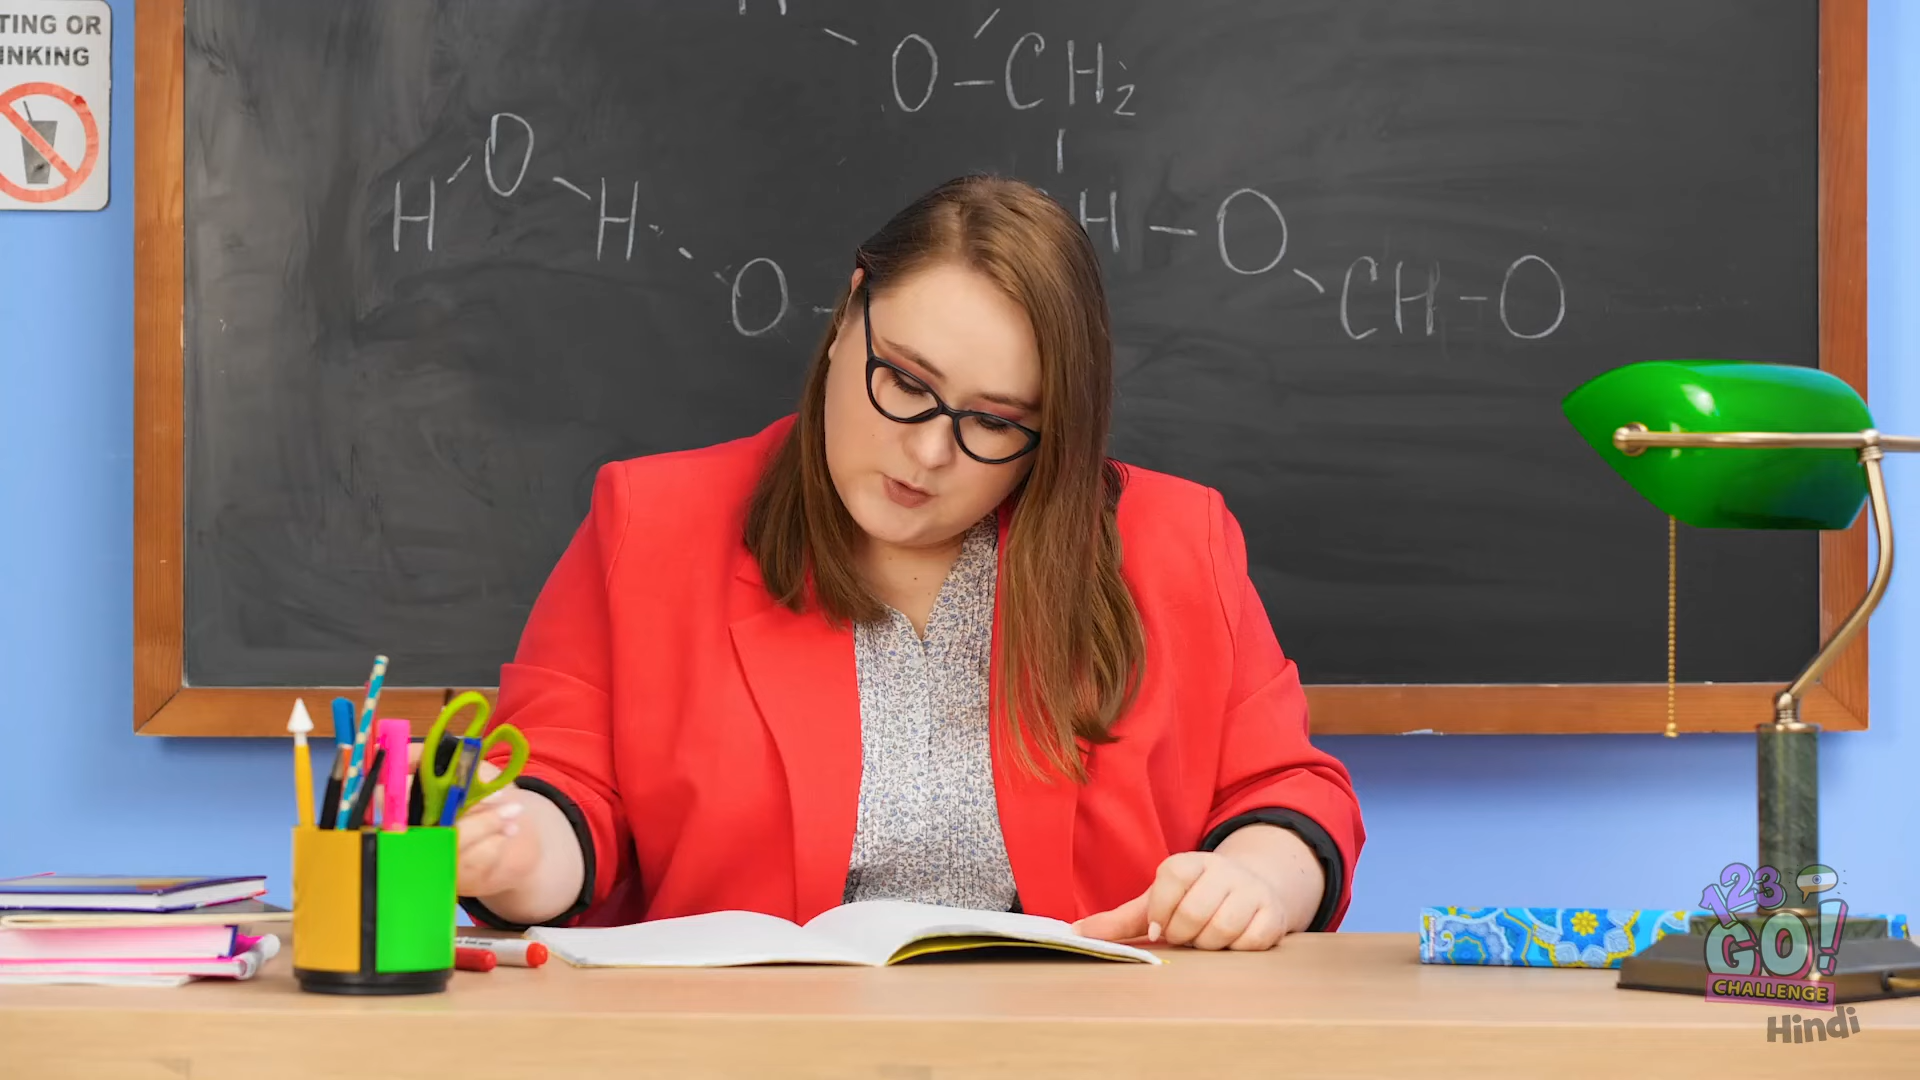 TING OR
INKING
O-CH2
H O H O
H-O CH-O
123
GO!
CHALLENGE
Hindi